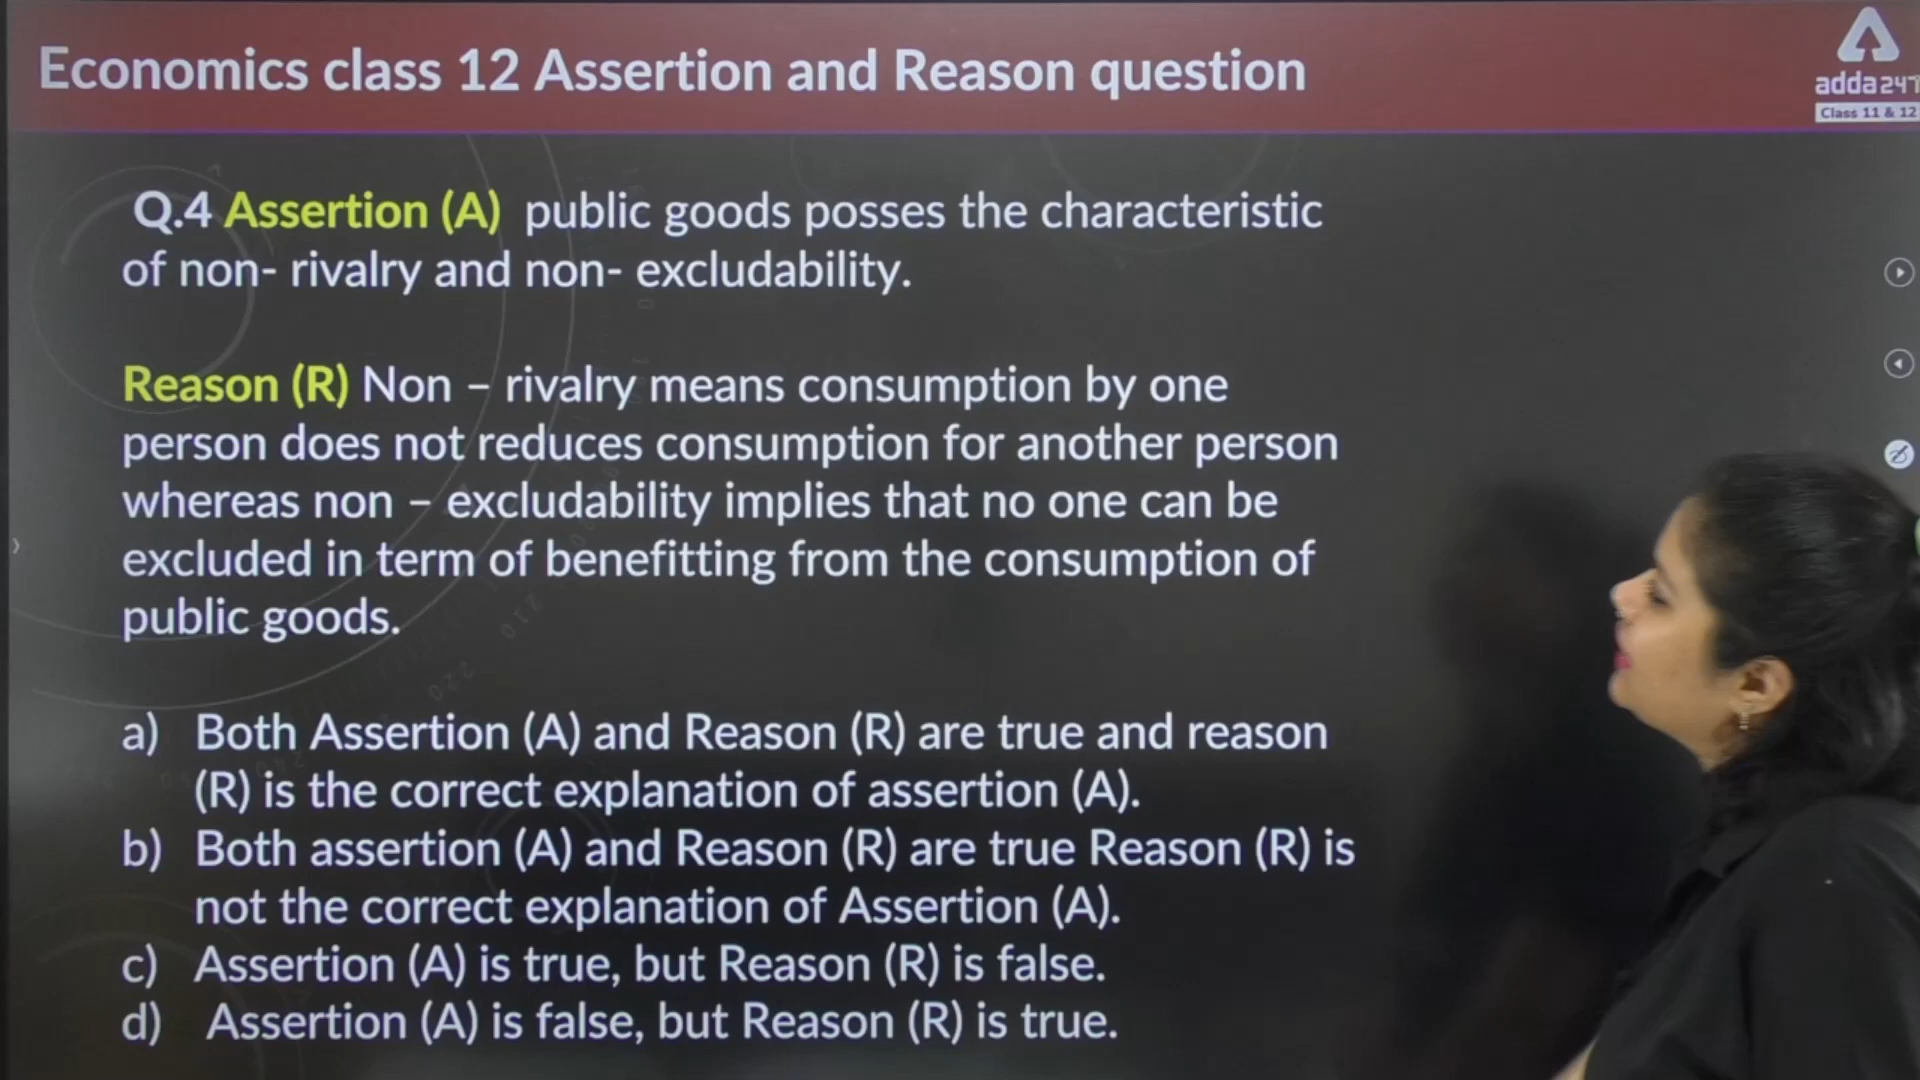 Economics class 12 Assertion and Reason question
adda247
Class 11 & 12
Q.4 Assertion (A) public goods posses the characteristic
of non- rivalry and non- excludability.
Reason (R) Non – rivalry means consumption by one
person does not reduces consumption for another person
whereas non – excludability implies that no one can be
excluded in term of benefitting from the consumption of
public goods.
a) Both Assertion (A) and Reason (R) are true and reason
(R) is the correct explanation of assertion (A).
b) Both assertion (A) and Reason (R) are true Reason (R) is
not the correct explanation of Assertion (A).
c) Assertion (A) is true, but Reason (R) is false.
d) Assertion (A) is false, but Reason (R) is true.
210
220
240